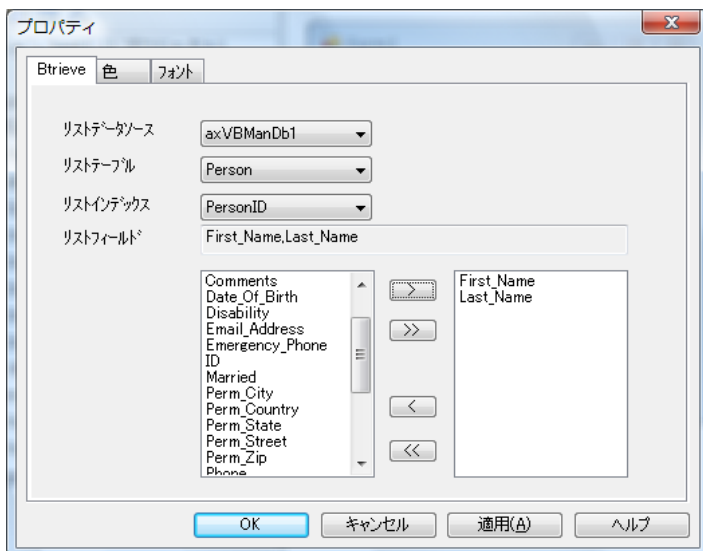 プロパティ
Btrieve 色 フォント
リストデータソース axVBManDb1
リストテーブル Person
リストインデックス PersonID
リストフィールド First_Name,Last_Name
Comments
Date_Of_Birth
Disability
Email_Address
Emergency_Phone
ID
Married
Perm_City
Perm_Country
Perm_State
Perm_Street
Perm_Zip
Phone
>
>>
<
<<
First_Name
Last_Name
OK キャンセル 適用(A) ヘルプ